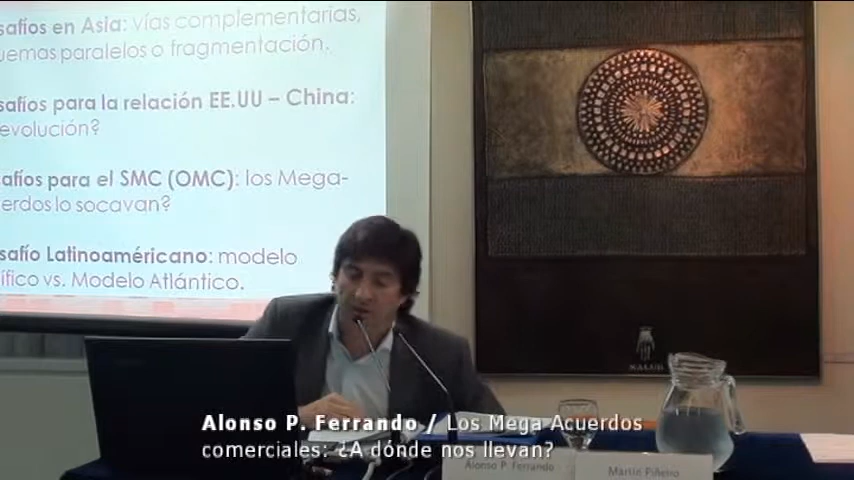 safíos en Asia: vías complementarias,
uemas paralelos o fragmentación.
safíos para la relación EE.UU – China:
evolución?
safíos para el SMC (OMC): los Mega-
erdos lo socavan?
safío Latinoaméricano: modelo
ífico vs. Modelo Atlántico.
SALUD
Alonso P. Ferrando / Los Mega Acuerdos
comerciales: ¿A dónde nos llevan?
Alonso P. Ferrando
Martín Piñeiro